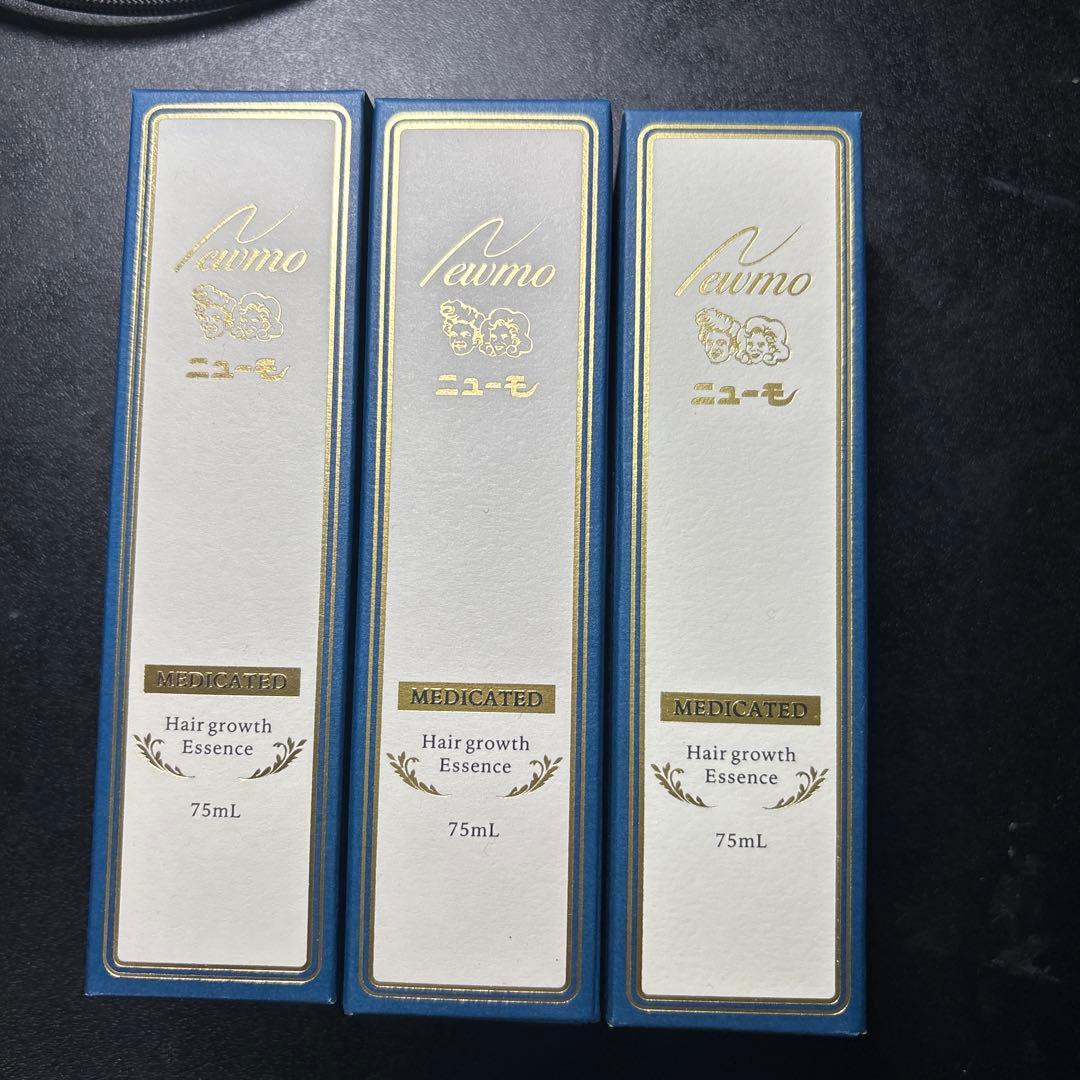 Newmo
ニューモ
MEDICATED
Hair growth
Essence
75mL
Newmo
ニューモ
MEDICATED
Hair growth
Essence
75mL
Newmo
ニューモ
MEDICATED
Hair growth
Essence
75mL